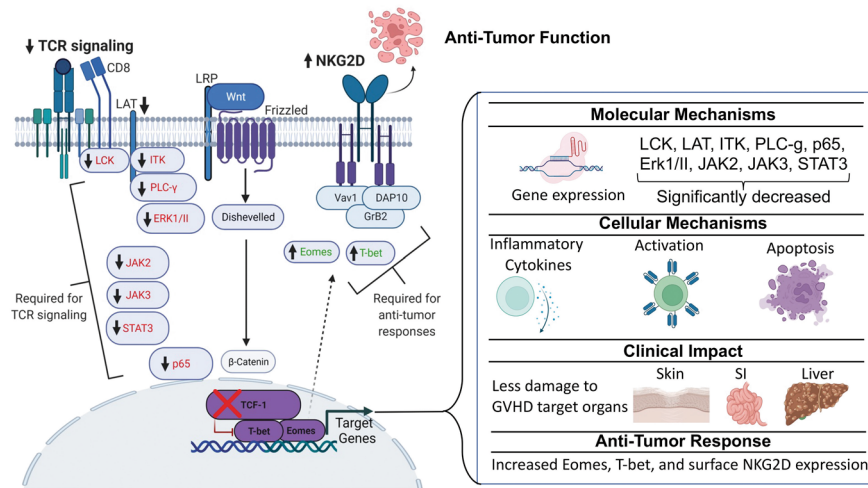 Anti-Tumor Function
TCR signaling
CD8
LAT
LRP
Wnt
Frizzled
NKG2D
LCK
ITK
PLC-γ
ERK1/II
Dishevelled
Vav1
DAP10
GrB2
Eomes
T-bet
JAK2
JAK3
STAT3
p65
Required for
TCR signaling
Required for
anti-tumor
responses
β-Catenin
TCF-1
T-bet
Eomes
Target
Genes
Molecular Mechanisms
Gene expression
LCK, LAT, ITK, PLC-g, p65,
Erk1/II, JAK2, JAK3, STAT3
Significantly decreased
Cellular Mechanisms
Inflammatory
Cytokines
Activation
Apoptosis
Clinical Impact
Less damage to
GVHD target organs
Skin
SI
Liver
Anti-Tumor Response
Increased Eomes, T-bet, and surface NKG2D expression